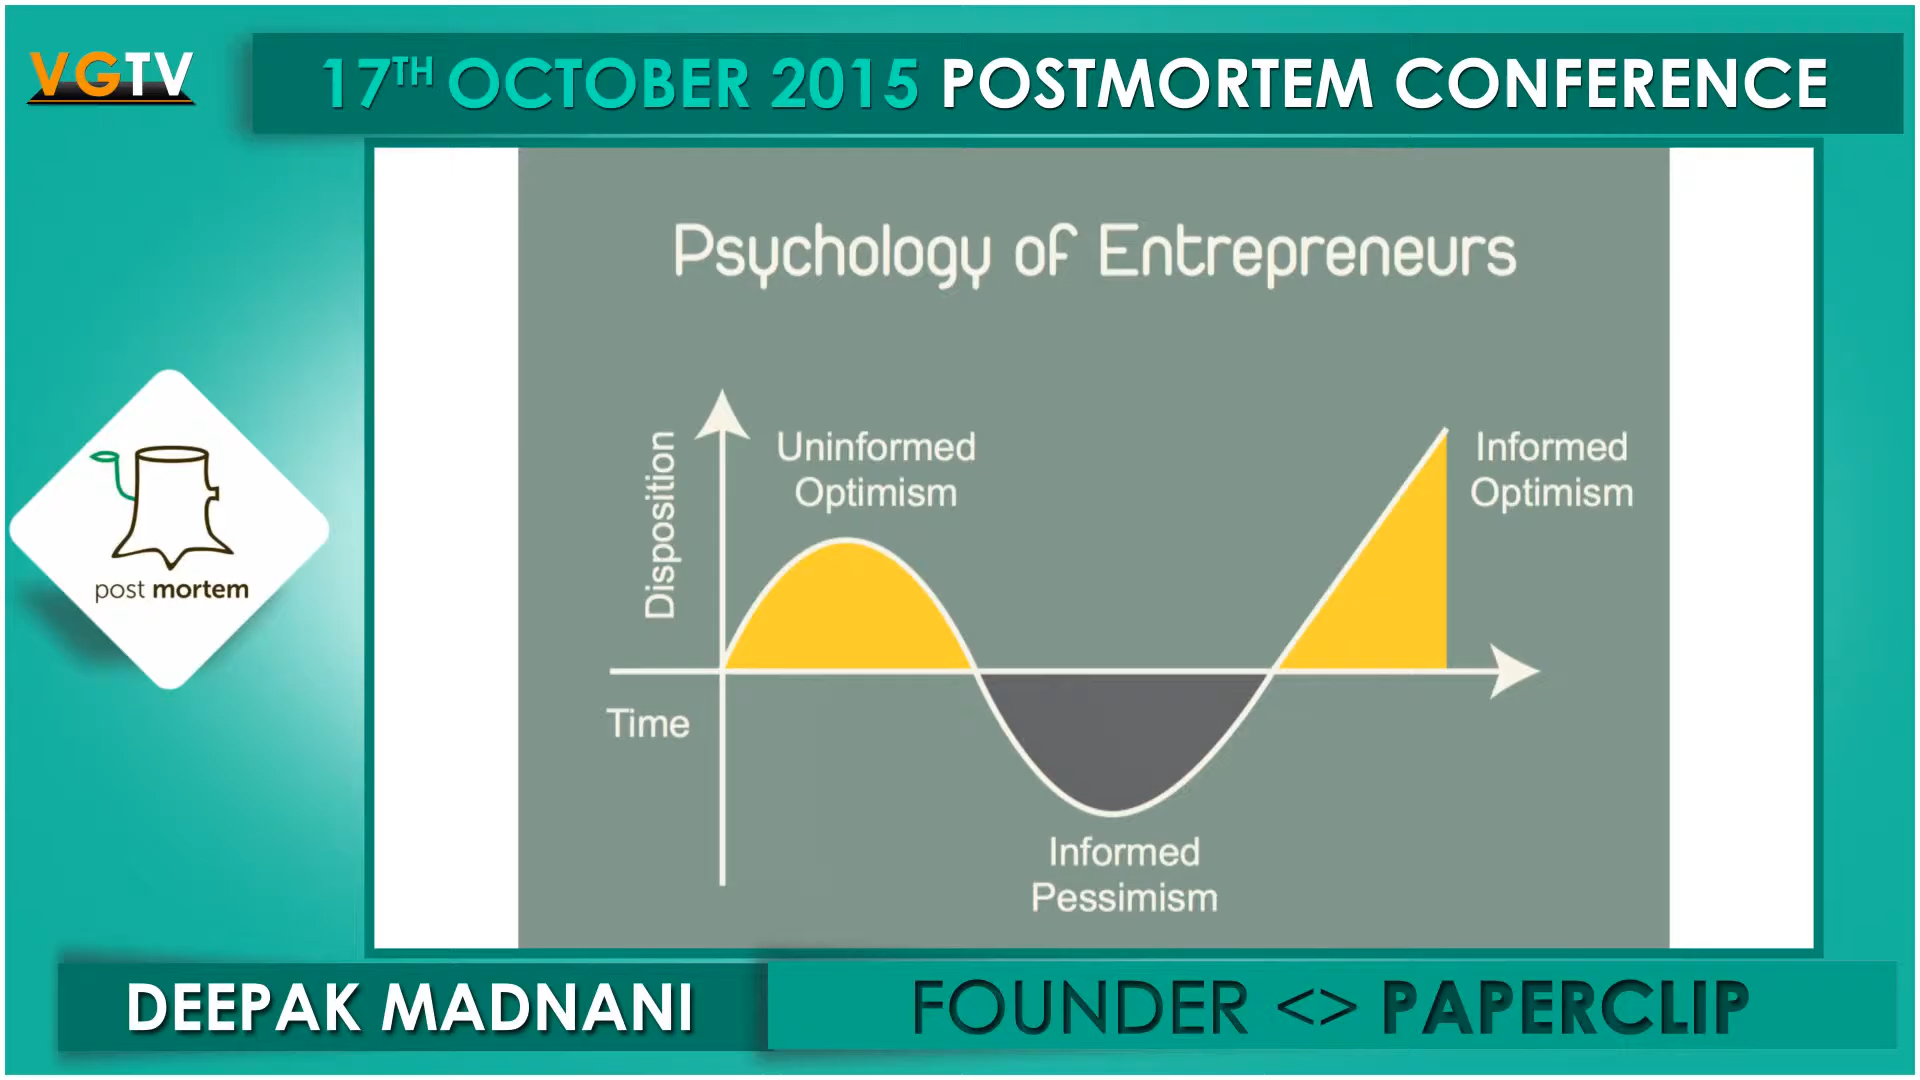 VGTV
17TH OCTOBER 2015 POSTMORTEM CONFERENCE
Psychology of Entrepreneurs
Disposition
Uninformed
Optimism
Informed
Optimism
Time
Informed
Pessimism
post mortem
DEEPAK MADNANI
FOUNDER <> PAPERCLIP